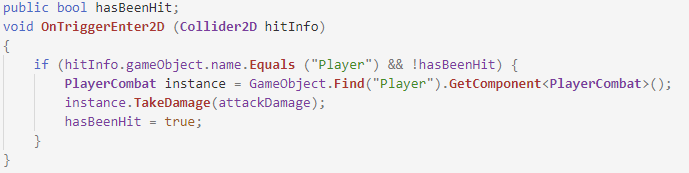 public bool hasBeenHit;
void OnTriggerEnter2D (Collider2D hitInfo)
{
    if (hitInfo.gameObject.name.Equals ("Player") && !hasBeenHit) {
        PlayerCombat instance = GameObject.Find("Player").GetComponent<PlayerCombat>();
        instance.TakeDamage(attackDamage);
        hasBeenHit = true;
    }
}